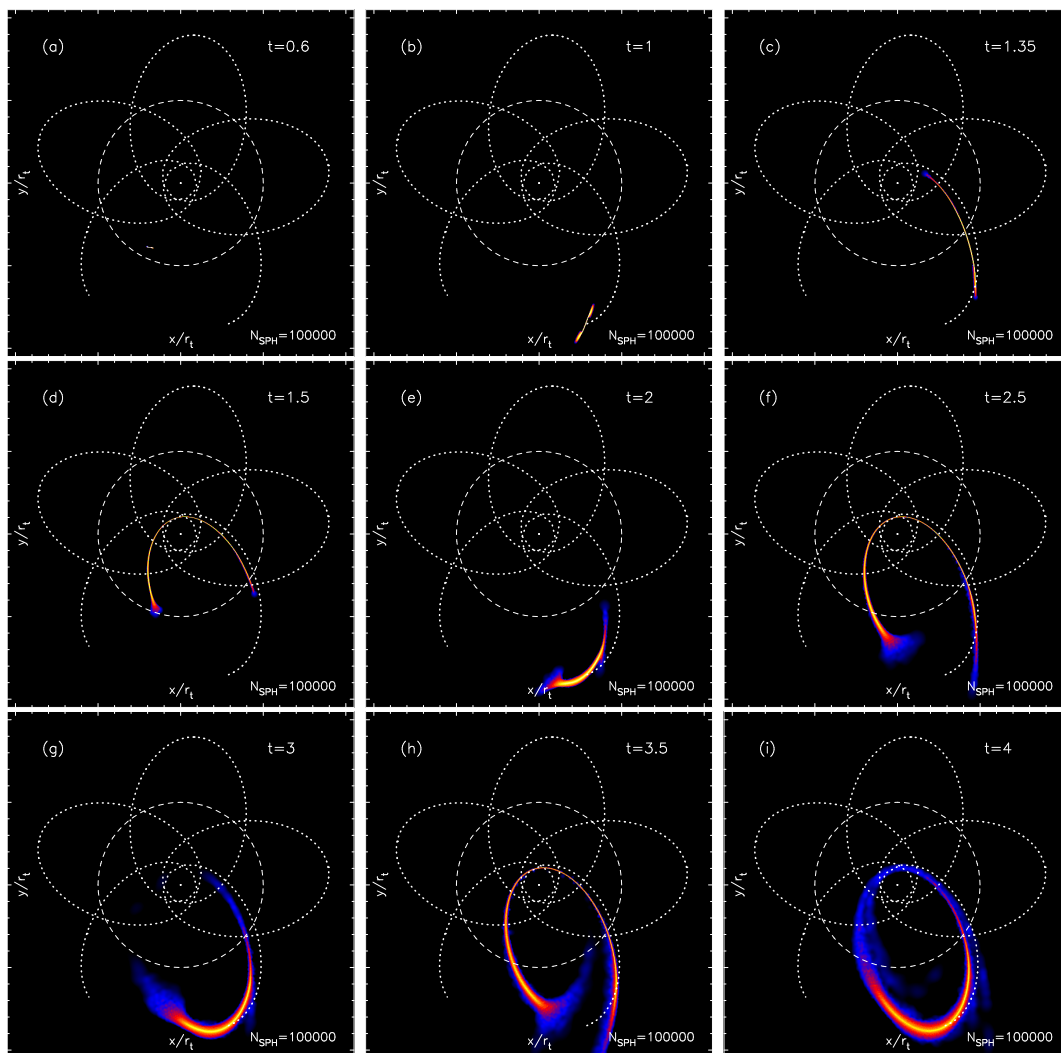 (a) t=0.6
y/r_t
x/r_t N_SPH=100000
(b) t=1
y/r_t
x/r_t N_SPH=100000
(c) t=1.35
y/r_t
x/r_t N_SPH=100000
(d) t=1.5
y/r_t
x/r_t N_SPH=100000
(e) t=2
y/r_t
x/r_t N_SPH=100000
(f) t=2.5
y/r_t
x/r_t N_SPH=100000
(g) t=3
y/r_t
x/r_t N_SPH=100000
(h) t=3.5
y/r_t
x/r_t N_SPH=100000
(i) t=4
y/r_t
x/r_t N_SPH=100000